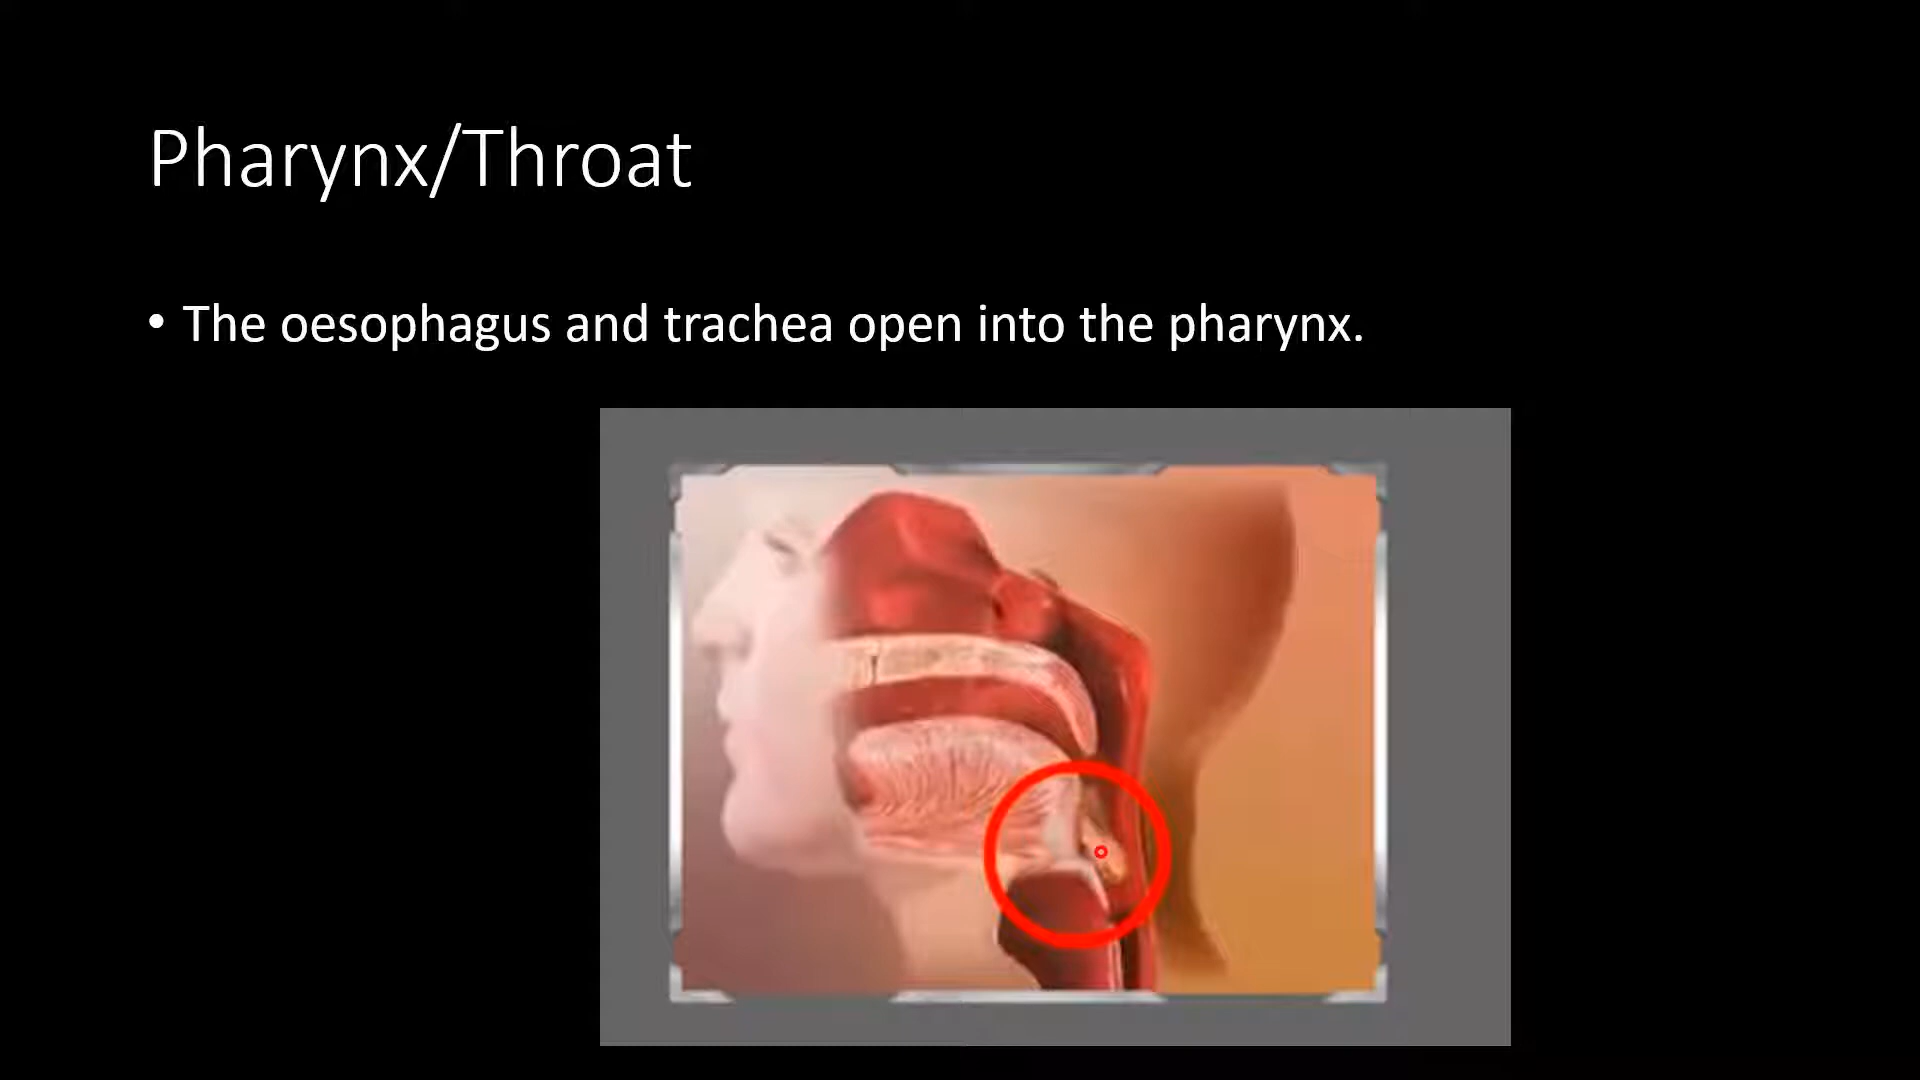 Pharynx/Throat
• The oesophagus and trachea open into the pharynx.